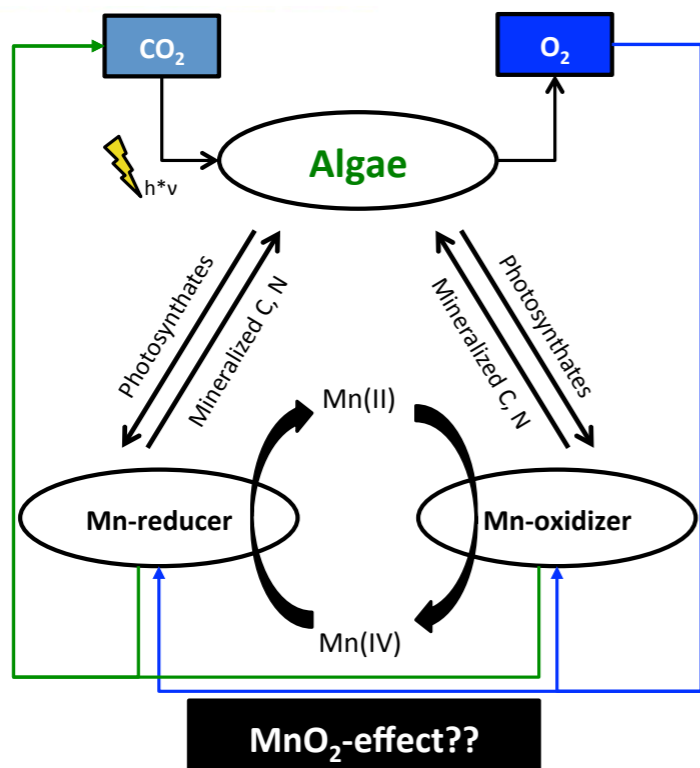 CO₂
O₂
Algae
h*ν
Photosynthates
Mineralized C, N
Mineralized C, N
Photosynthates
Mn(II)
Mn-reducer
Mn-oxidizer
Mn(IV)
MnO₂-effect??